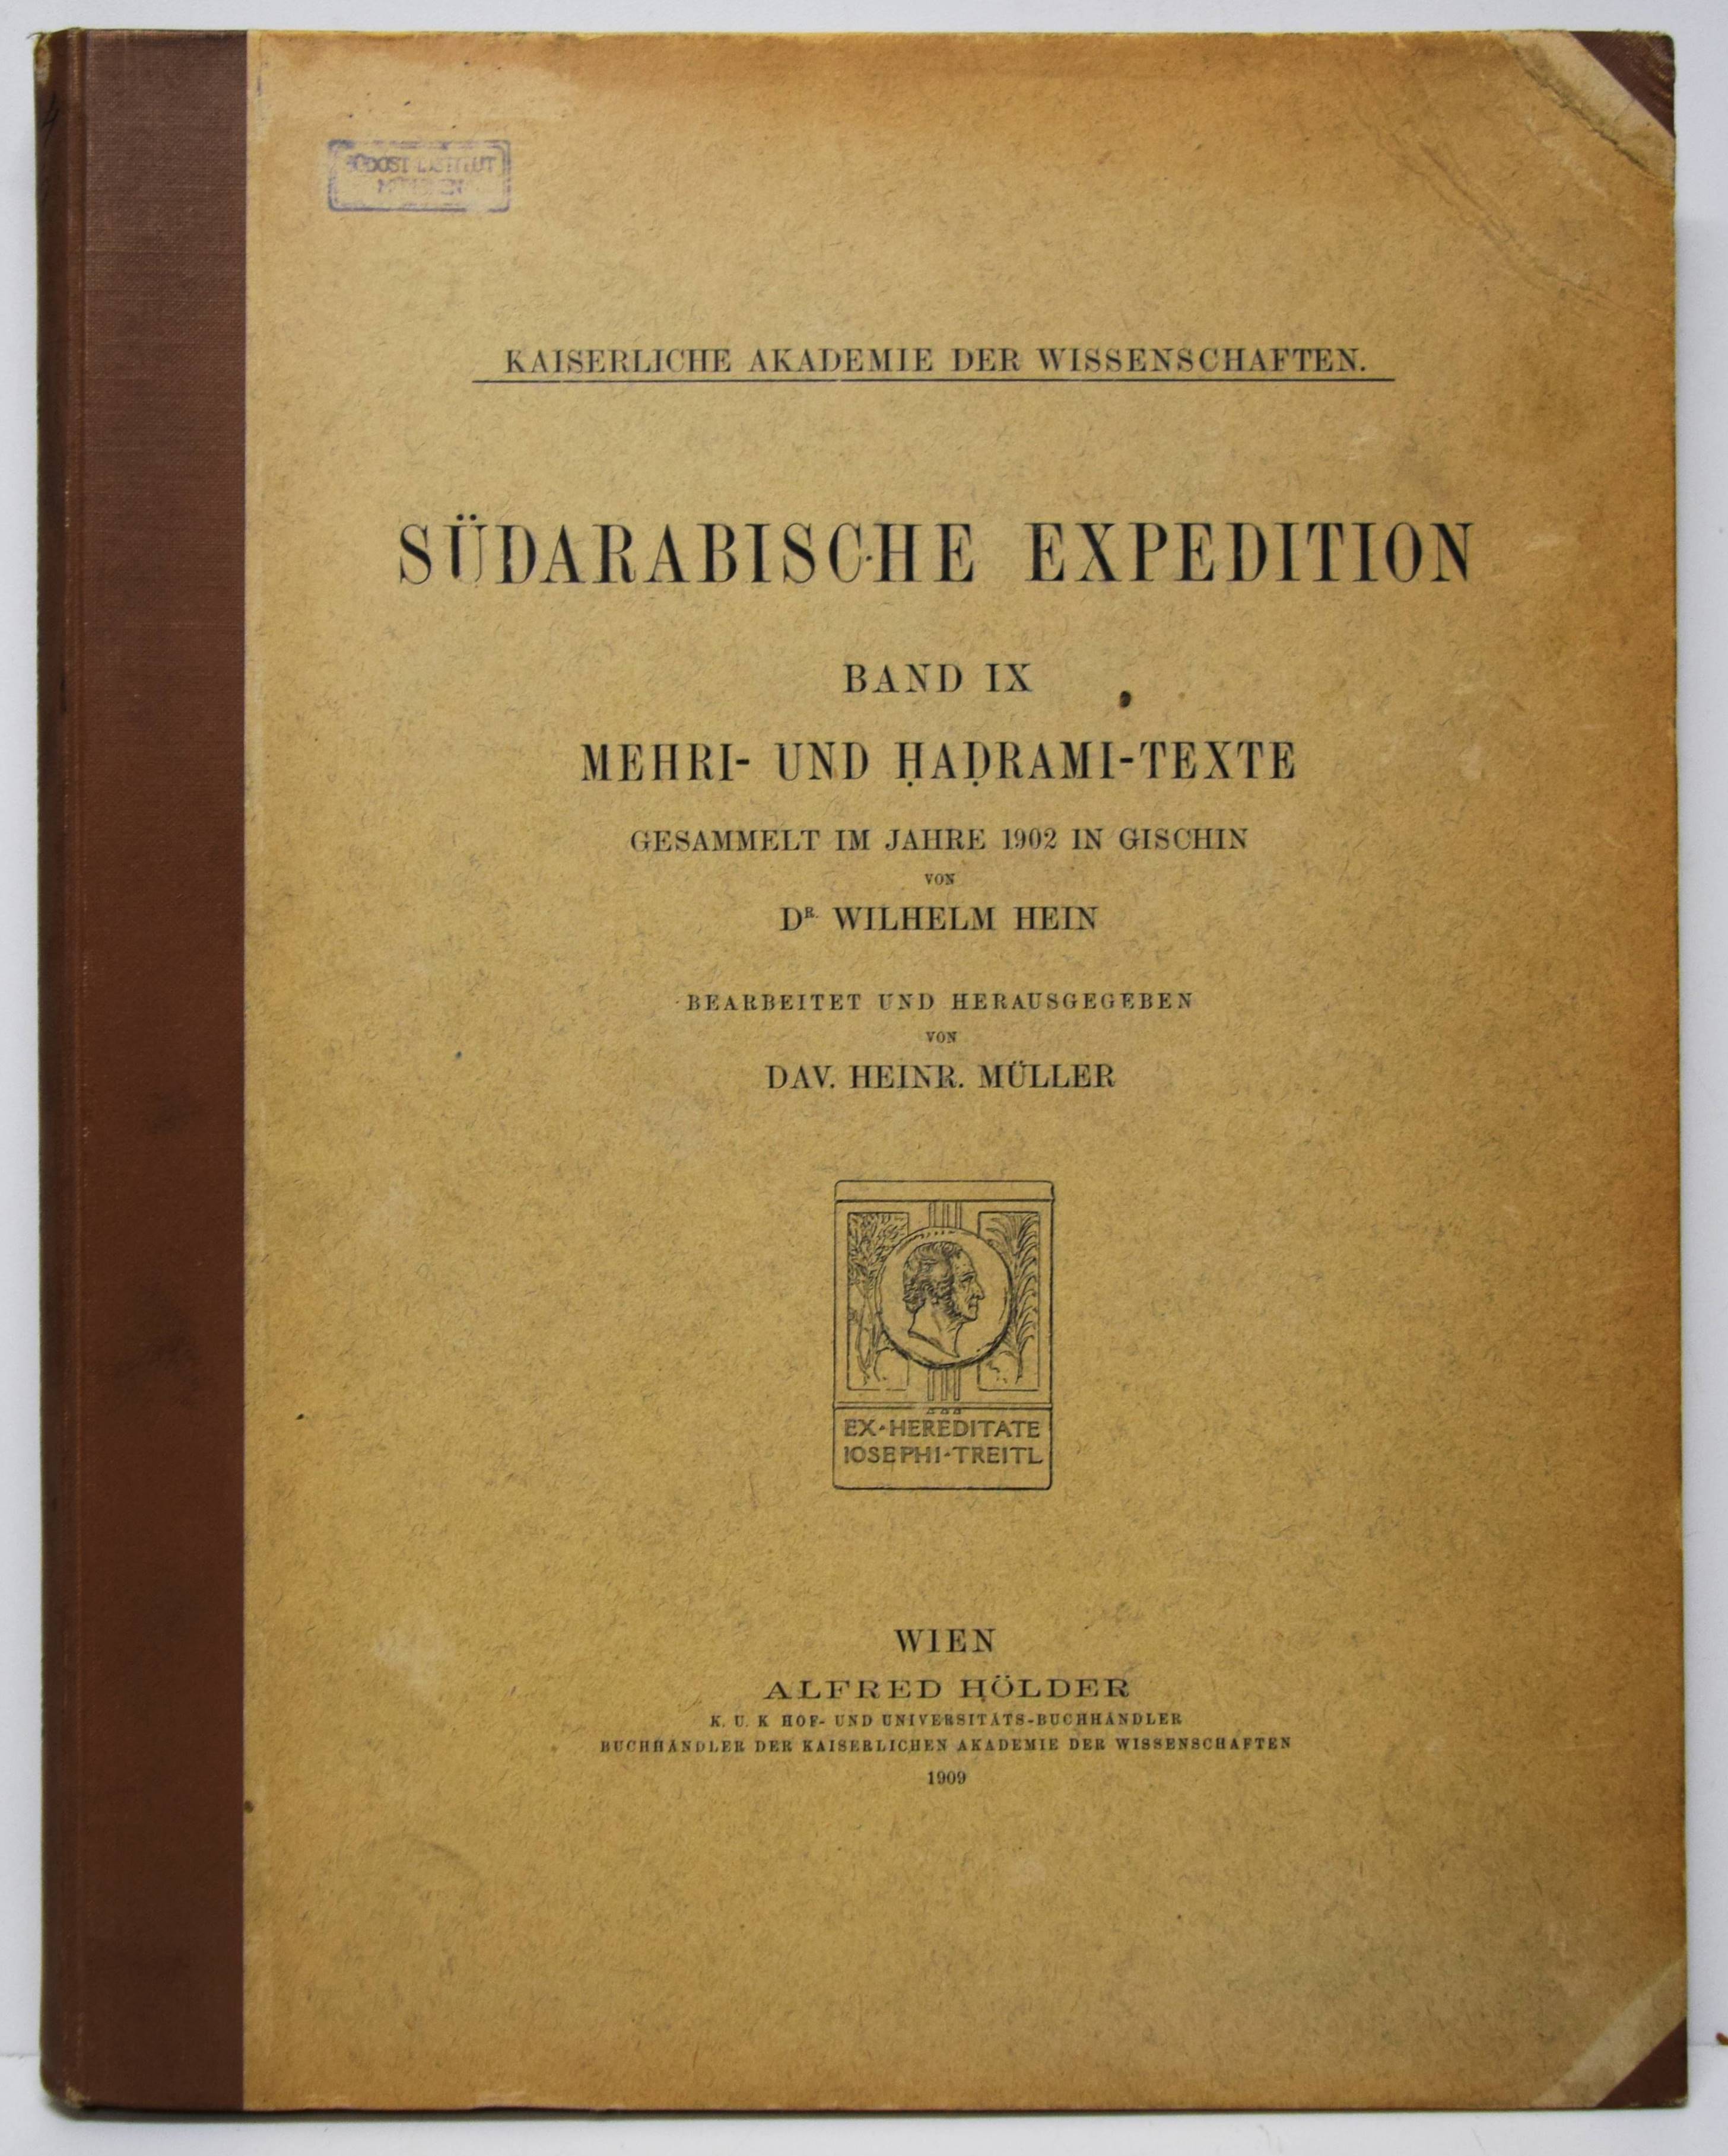 KAISERLICHE AKADEMIE DER WISSENSCHAFTEN.
SÜDARABISCHE EXPEDITION
BAND IX
MEHRI- UND ḤAḌRAMI-TEXTE
GESAMMELT IM JAHRE 1902 IN GISCHIN
VON
DR. WILHELM HEIN
BEARBEITET UND HERAUSGEGEBEN
VON
DAV. HEINR. MÜLLER
EX·HEREDITATE
IOSEPHI·TREITL
WIEN
ALFRED HÖLDER
K. U. K HOF- UND UNIVERSITÄTS-BUCHHÄNDLER
BUCHHÄNDLER DER KAISERLICHEN AKADEMIE DER WISSENSCHAFTEN
1909